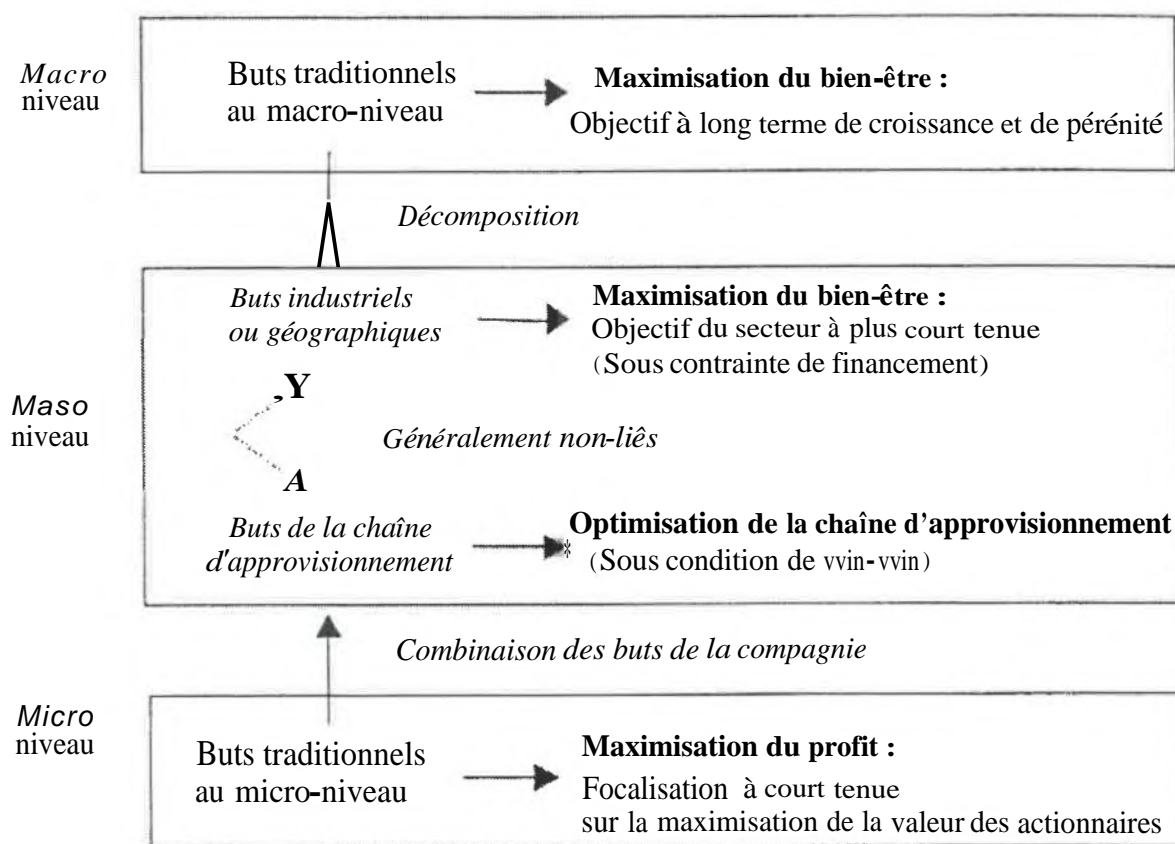 Macro
niveau
Buts traditionnels
au macro-niveau
Maximisation du bien-être :
Objectif à long terme de croissance et de pérénité
Décomposition
Maso
niveau
Buts industriels
ou géographiques
Maximisation du bien-être :
Objectif du secteur à plus court tenue
(Sous contrainte de financement)
,Y
Généralement non-liês
A
Buts de la chaîne
d'approvisionnement
Optimisation de la chaîne d'approvisionnement
(Sous condition de vvin-vvin)
Combinaison des buts de la compagnie
Micro
niveau
Buts traditionnels
au micro-niveau
Maximisation du profit :
Focalisation à court tenue
sur la maximisation de la valeur des actionnaires